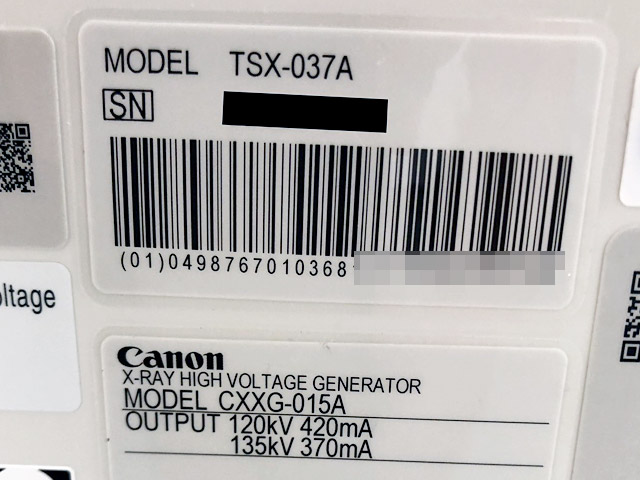 MODEL TSX-037A
SN
(01)0498767010368
oltage
Canon
X-RAY HIGH VOLTAGE GENERATOR
MODEL CXXG-015A
OUTPUT 120kV 420mA
135kV 370mA